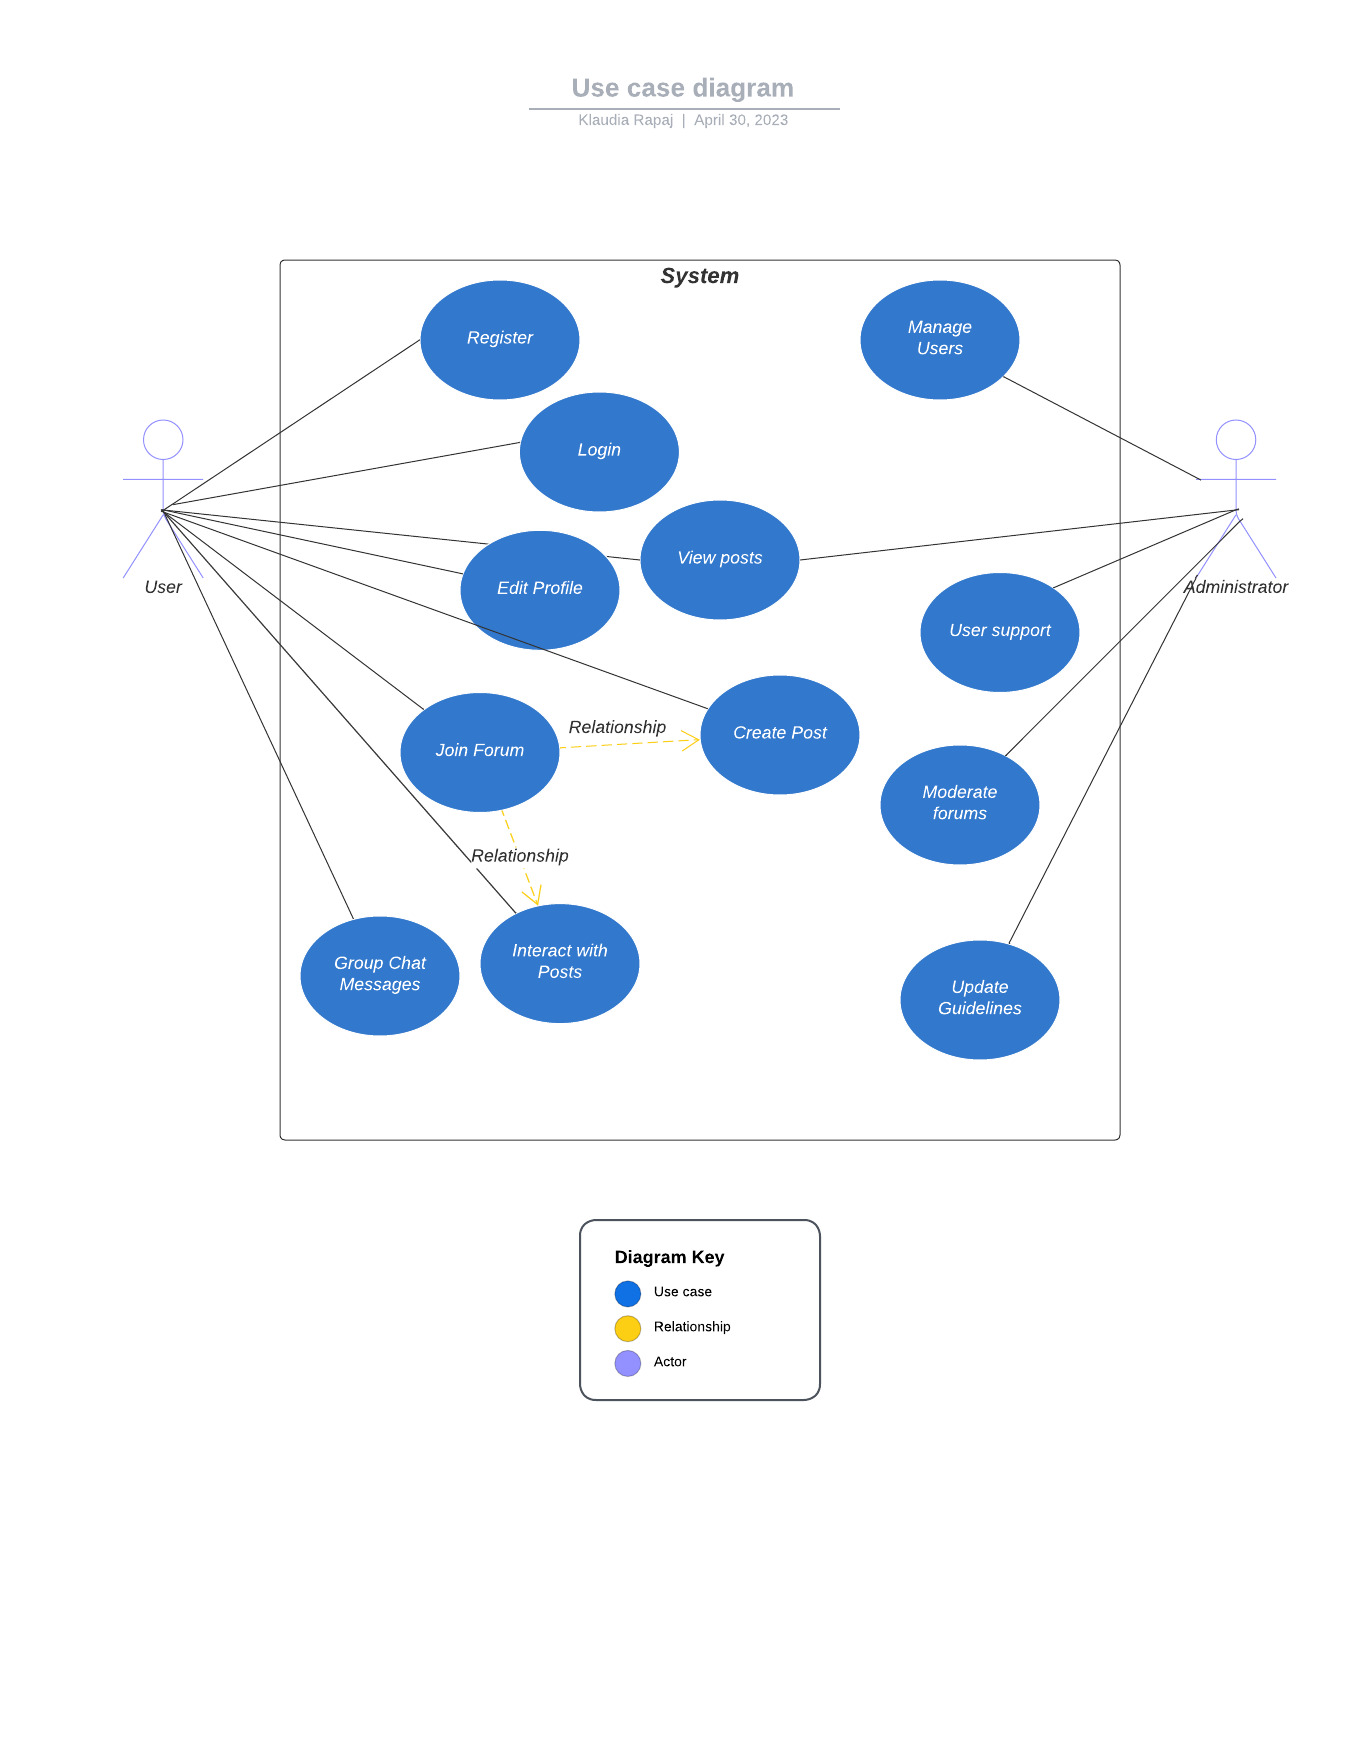 Use case diagram
Klaudia Rapaj | April 30, 2023
System
Register
Manage
Users
Login
View posts
Edit Profile
User
Administrator
User support
Relationship
Create Post
Join Forum
Moderate
forums
Relationship
Group Chat
Messages
Interact with
Posts
Update
Guidelines
Diagram Key
Use case
Relationship
Actor